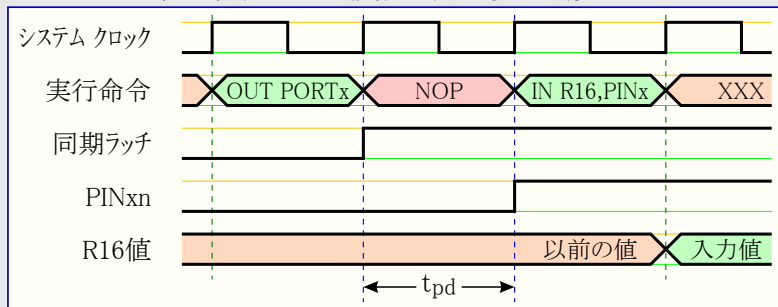 システム クロック
実行命令 OUT PORTx NOP IN R16,PINx XXX
同期ラッチ
PINxn
R16値 以前の値 入力値
tpd